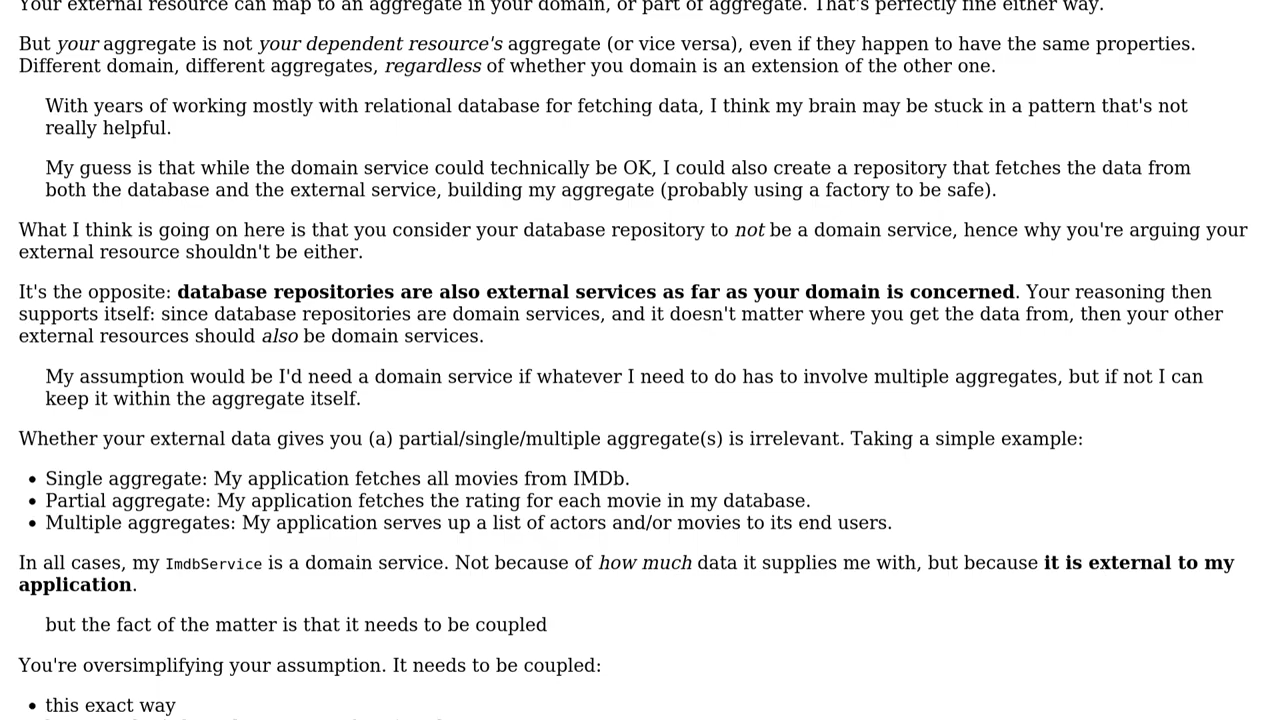 Your external resource can map to an aggregate in your domain, or part of aggregate. That's perfectly fine either way.
But your aggregate is not your dependent resource's aggregate (or vice versa), even if they happen to have the same properties.
Different domain, different aggregates, regardless of whether you domain is an extension of the other one.
With years of working mostly with relational database for fetching data, I think my brain may be stuck in a pattern that's not
really helpful.
My guess is that while the domain service could technically be OK, I could also create a repository that fetches the data from
both the database and the external service, building my aggregate (probably using a factory to be safe).
What I think is going on here is that you consider your database repository to not be a domain service, hence why you're arguing your
external resource shouldn't be either.
It's the opposite: database repositories are also external services as far as your domain is concerned. Your reasoning then
supports itself: since database repositories are domain services, and it doesn't matter where you get the data from, then your other
external resources should also be domain services.
My assumption would be I'd need a domain service if whatever I need to do has to involve multiple aggregates, but if not I can
keep it within the aggregate itself.
Whether your external data gives you (a) partial/single/multiple aggregate(s) is irrelevant. Taking a simple example:
• Single aggregate: My application fetches all movies from IMDb.
• Partial aggregate: My application fetches the rating for each movie in my database.
• Multiple aggregates: My application serves up a list of actors and/or movies to its end users.
In all cases, my ImdbService is a domain service. Not because of how much data it supplies me with, but because it is external to my
application.
but the fact of the matter is that it needs to be coupled
You're oversimplifying your assumption. It needs to be coupled:
• this exact way